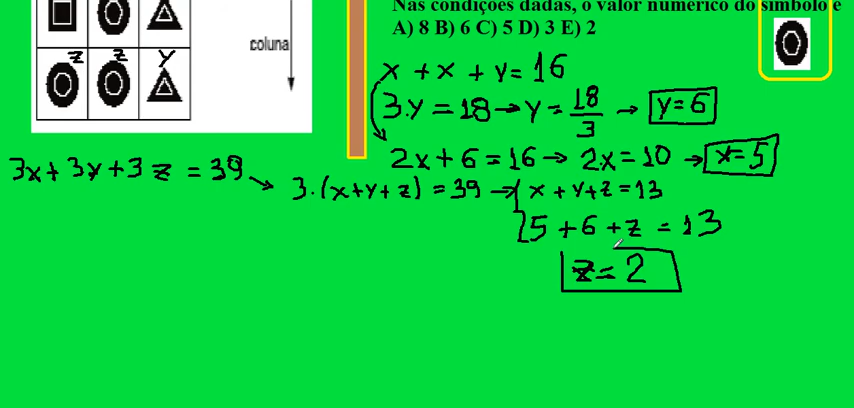 Nas condições dadas, o valor numérico do símbolo é
A) 8 B) 6 C) 5 D) 3 E) 2
coluna
z z y
x + x + y = 16
3.y = 18 → y = 18/3 → y = 6
2x + 6 = 16 → 2x = 10 → x = 5
3x + 3y + 3z = 39 → 3.(x+y+z) = 39 → x + y + z = 13
5 + 6 + z = 13
z = 2